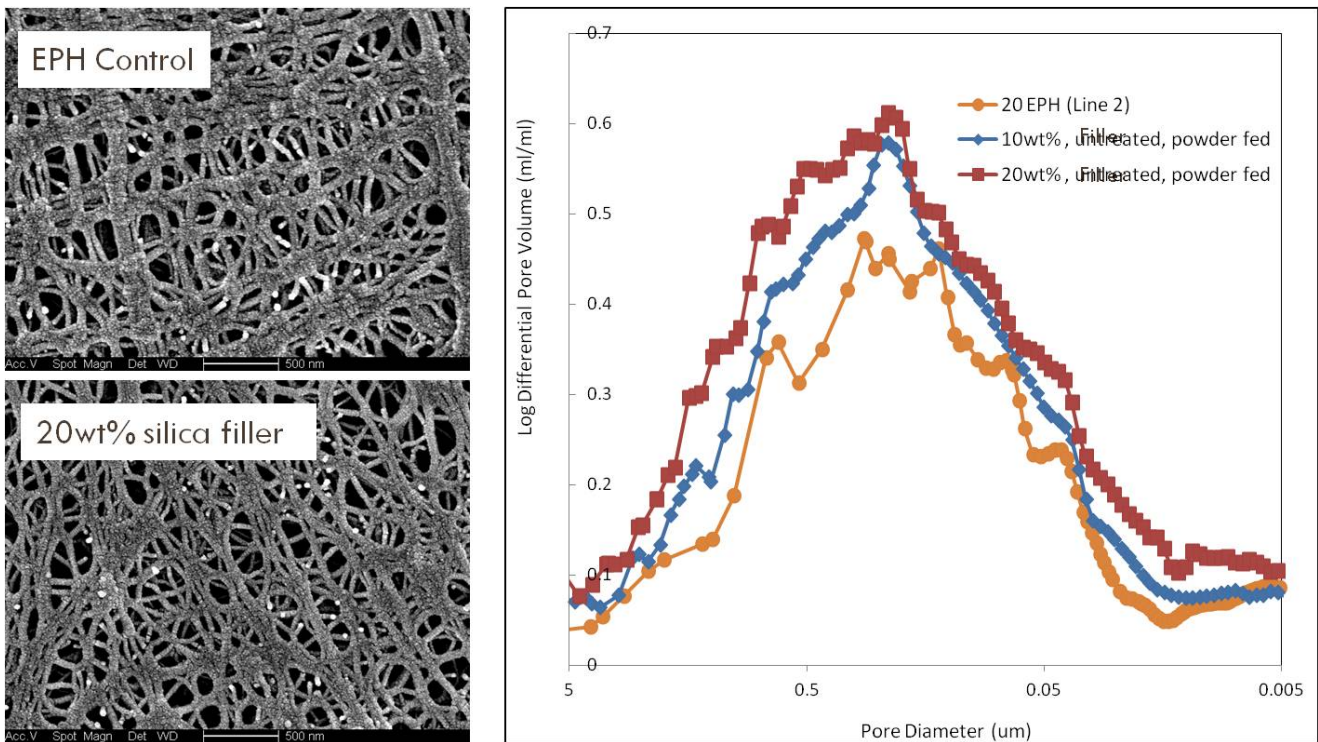 EPH Control
Acc.V Spot Magn Det WD 500 nm
20wt% silica filler
Acc.V Spot Magn Det WD 500 nm
Log Differential Pore Volume (ml/ml)
0.7
0.6
0.5
0.4
0.3
0.2
0.1
0
5
0.5
0.05
0.005
Pore Diameter (um)
20 EPH (Line 2)
Filler
10wt%, untreated, powder fed
Filler
20wt%, untreated, powder fed